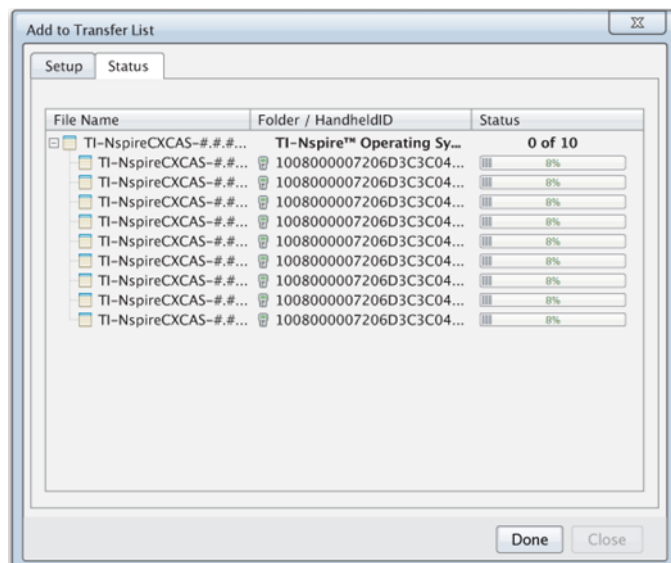 Add to Transfer List
Setup Status
File Name Folder / HandheldID Status
TI-NspireCXCAS-#.#.#... TI-Nspire™ Operating Sy... 0 of 10
TI-NspireCXCAS-#.#... 1008000007206D3C3C04... 8%
TI-NspireCXCAS-#.#... 1008000007206D3C3C04... 8%
TI-NspireCXCAS-#.#... 1008000007206D3C3C04... 8%
TI-NspireCXCAS-#.#... 1008000007206D3C3C04... 8%
TI-NspireCXCAS-#.#... 1008000007206D3C3C04... 8%
TI-NspireCXCAS-#.#... 1008000007206D3C3C04... 8%
TI-NspireCXCAS-#.#... 1008000007206D3C3C04... 8%
TI-NspireCXCAS-#.#... 1008000007206D3C3C04... 8%
TI-NspireCXCAS-#.#... 1008000007206D3C3C04... 8%
Done Close